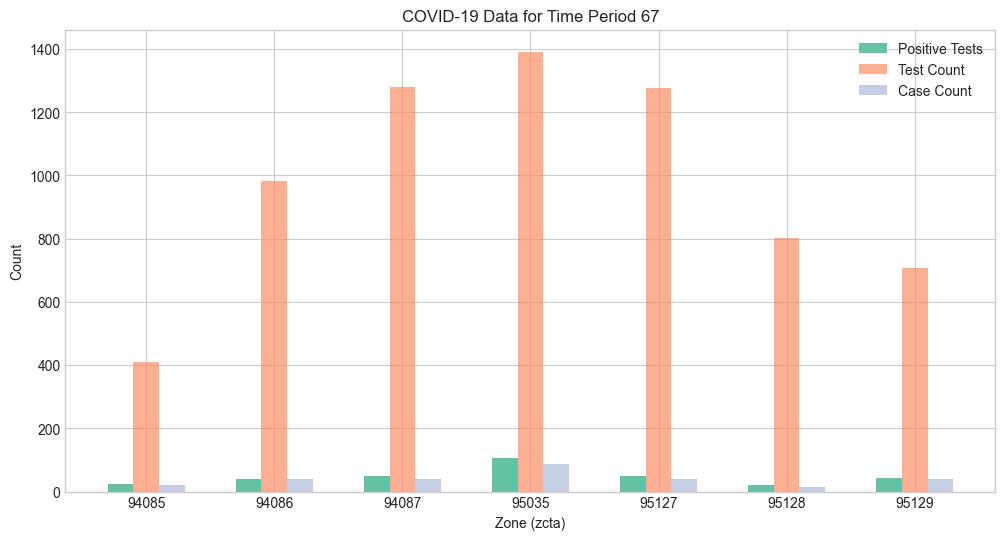 COVID-19 Data for Time Period 67
Positive Tests
Test Count
Case Count
1400
1200
1000
800
600
400
200
0
Count
94085 94086 94087 95035 95127 95128 95129
Zone (zcta)